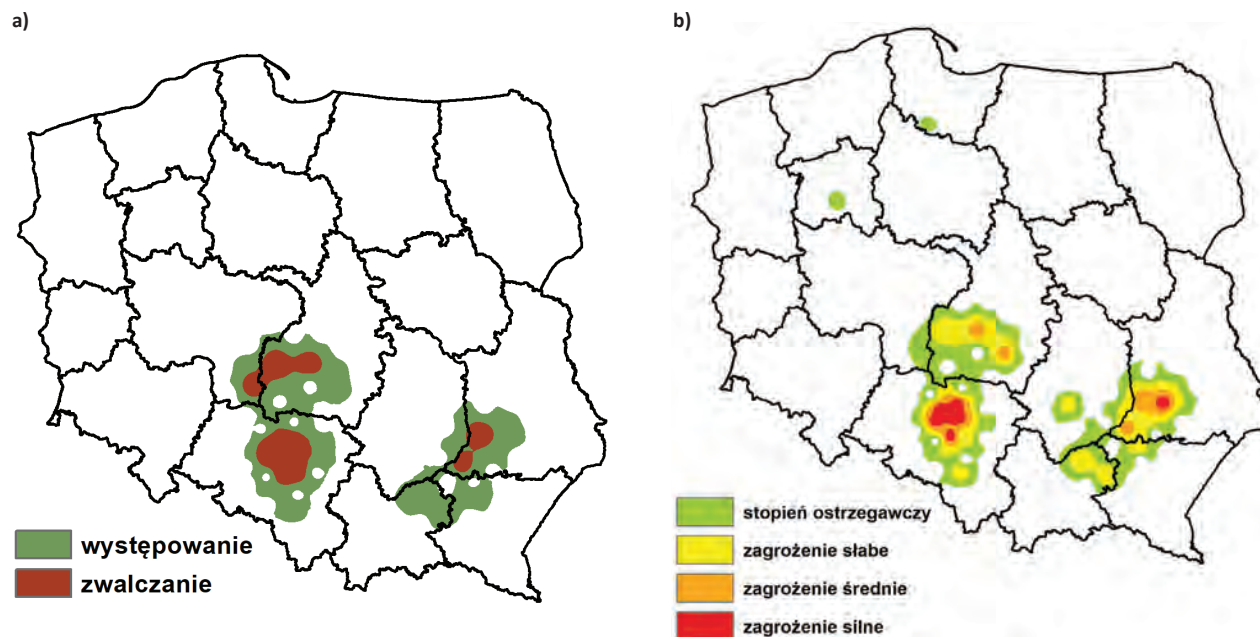 a)
występowanie
zwalczanie
b)
stopień ostrzegawczy
zagrożenie słabe
zagrożenie średnie
zagrożenie silne